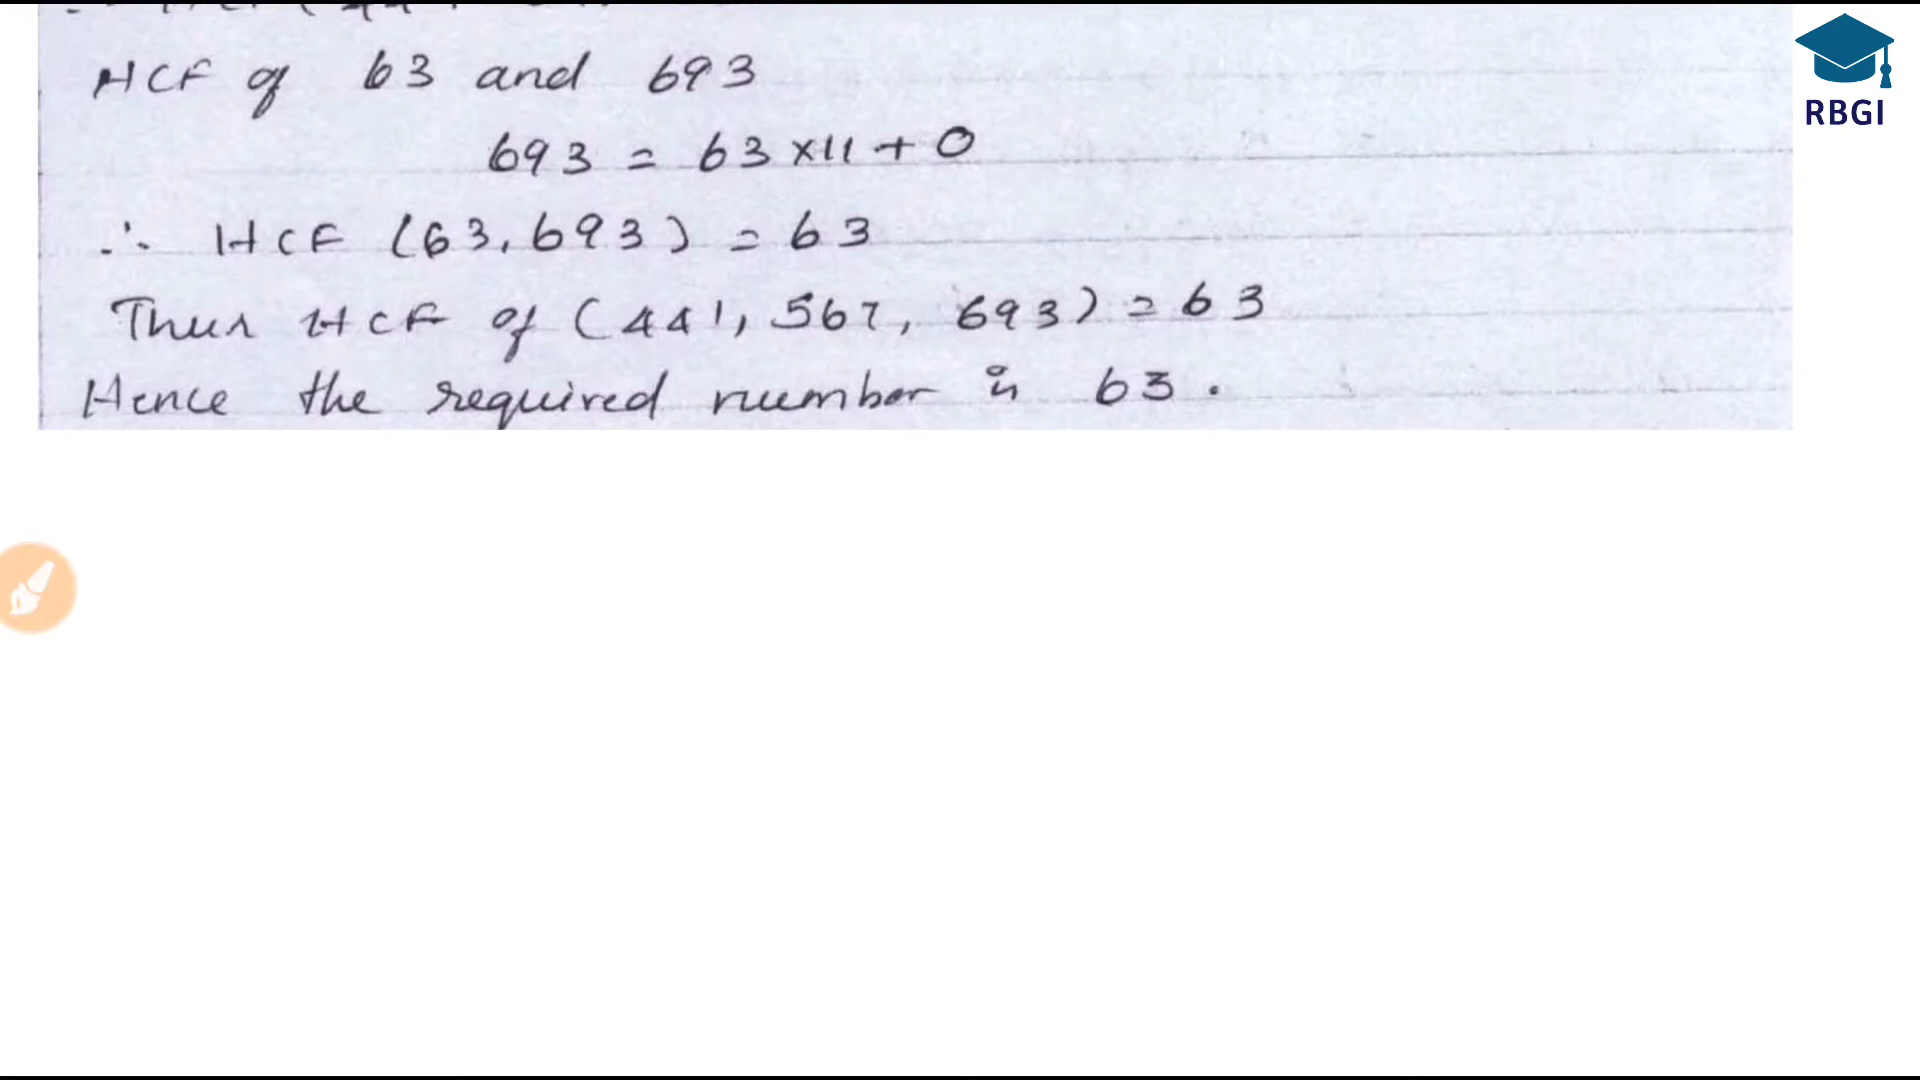 HCF of 63 and 693
693 = 63 × 11 + 0
∴ HCF (63, 693) = 63
Thus HCF of (441, 567, 693) = 63
Hence the required number is 63.
RBGI